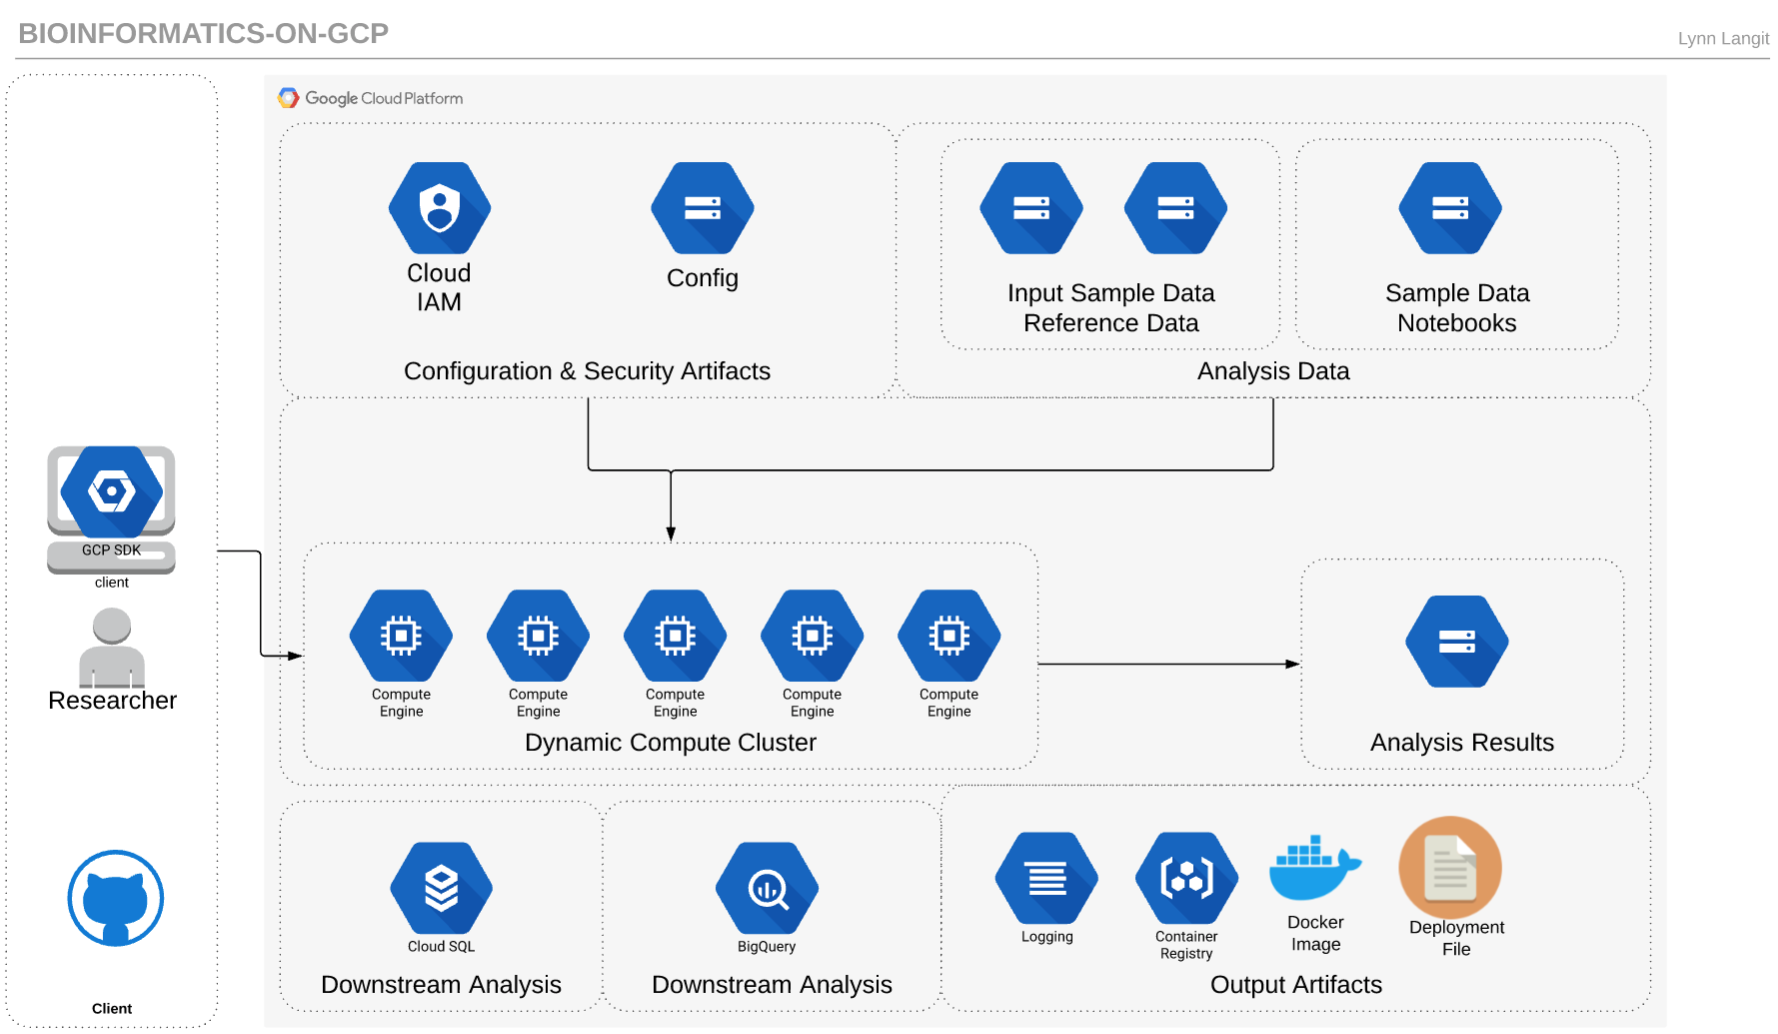 BIOINFORMATICS-ON-GCP
Lynn Langit
Google Cloud Platform
Cloud
IAM
Config
Configuration & Security Artifacts
Input Sample Data
Reference Data
Sample Data
Notebooks
Analysis Data
GCP SDK
client
Researcher
Client
Compute
Engine
Compute
Engine
Compute
Engine
Compute
Engine
Compute
Engine
Dynamic Compute Cluster
Analysis Results
Cloud SQL
Downstream Analysis
BigQuery
Downstream Analysis
Logging
Container
Registry
Docker
Image
Deployment
File
Output Artifacts